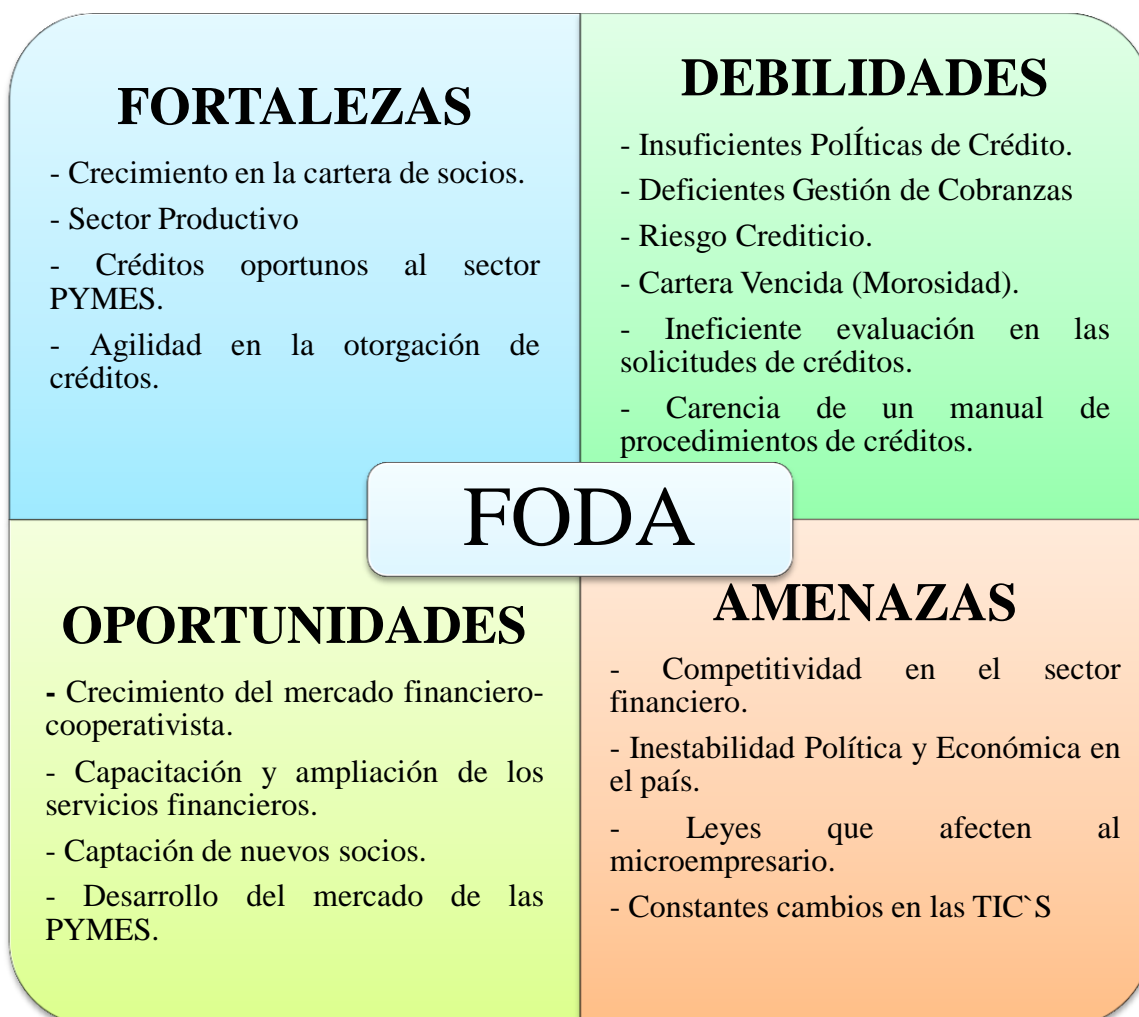 FORTALEZAS
- Crecimiento en la cartera de socios.
- Sector Productivo
- Créditos oportunos al sector
PYMES.
- Agilidad en la otorgación de
créditos.
DEBILIDADES
- Insuficientes PolÍticas de Crédito.
- Deficientes Gestión de Cobranzas
- Riesgo Crediticio.
- Cartera Vencida (Morosidad).
- Ineficiente evaluación en las
solicitudes de créditos.
- Carencia de un manual de
procedimientos de créditos.
FODA
OPORTUNIDADES
- Crecimiento del mercado financiero-
cooperativista.
- Capacitación y ampliación de los
servicios financieros.
- Captación de nuevos socios.
- Desarrollo del mercado de las
PYMES.
AMENAZAS
- Competitividad en el sector
financiero.
- Inestabilidad Política y Económica en
el país.
- Leyes que afecten al
microempresario.
- Constantes cambios en las TIC`S